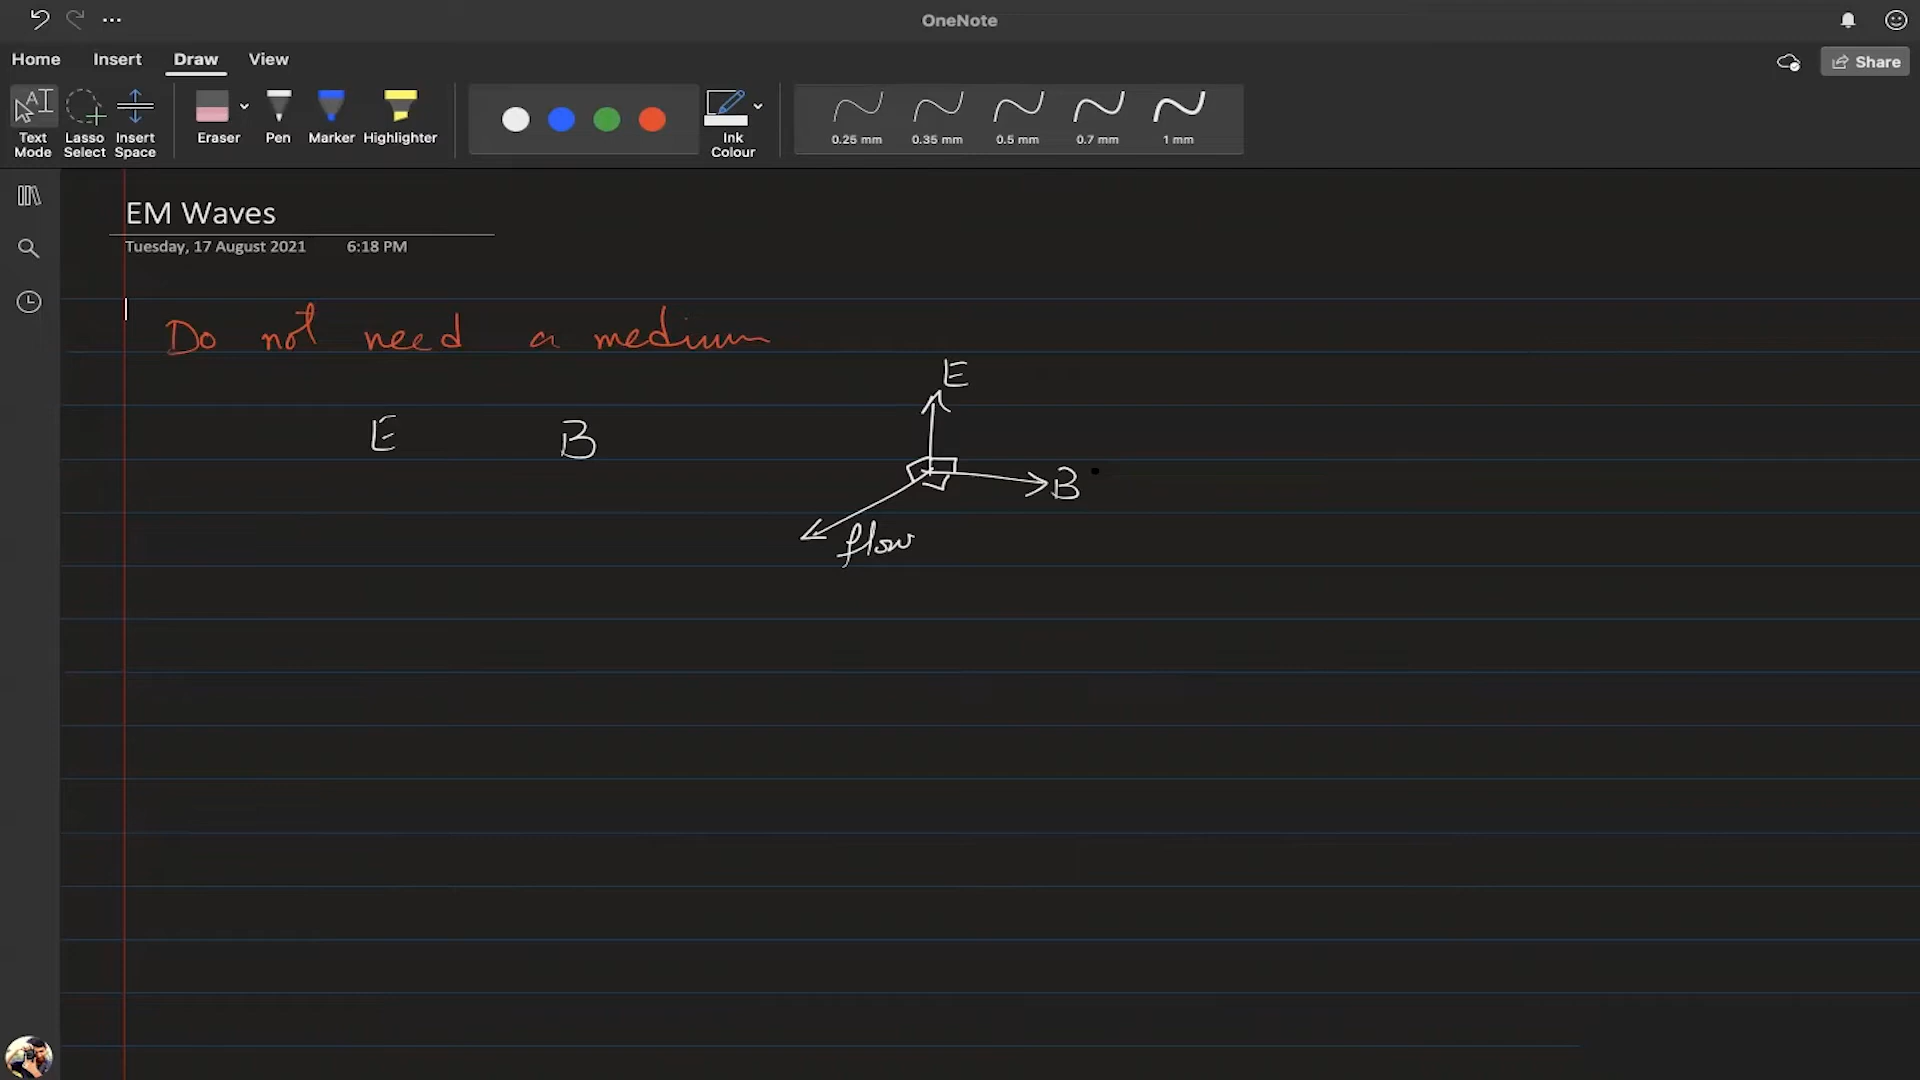 OneNote
Home Insert Draw View
Share
Text Mode Lasso Select Insert Space Eraser Pen Marker Highlighter Ink Colour 0.25 mm 0.35 mm 0.5 mm 0.7 mm 1 mm
EM Waves
Tuesday, 17 August 2021 6:18 PM
Do not need a medium
E
E B
B
flow